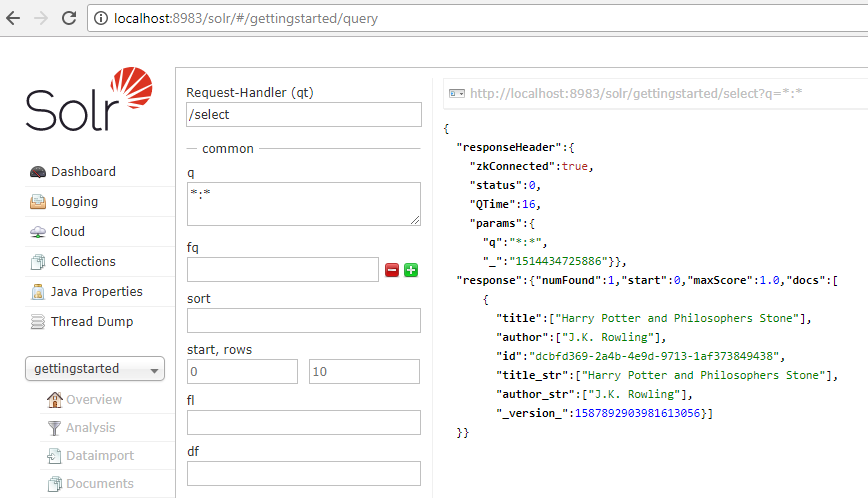 localhost:8983/solr/#/gettingstarted/query
Solr
Dashboard
Logging
Cloud
Collections
Java Properties
Thread Dump
gettingstarted
Overview
Analysis
Dataimport
Documents
Request-Handler (qt)
/select
common
q
*:*
fq
sort
start, rows
0 10
fl
df
http://localhost:8983/solr/gettingstarted/select?q=*:*
{
"responseHeader":{
"zkConnected":true,
"status":0,
"QTime":16,
"params":{
"q":"*:*",
"_":"1514434725886"}},
"response":{"numFound":1,"start":0,"maxScore":1.0,"docs":[
{
"title":["Harry Potter and Philosophers Stone"],
"author":["J.K. Rowling"],
"id":"dcbfd369-2a4b-4e9d-9713-1af373849438",
"title_str":["Harry Potter and Philosophers Stone"],
"author_str":["J.K. Rowling"],
"_version_":1587892903981613056}]
}}